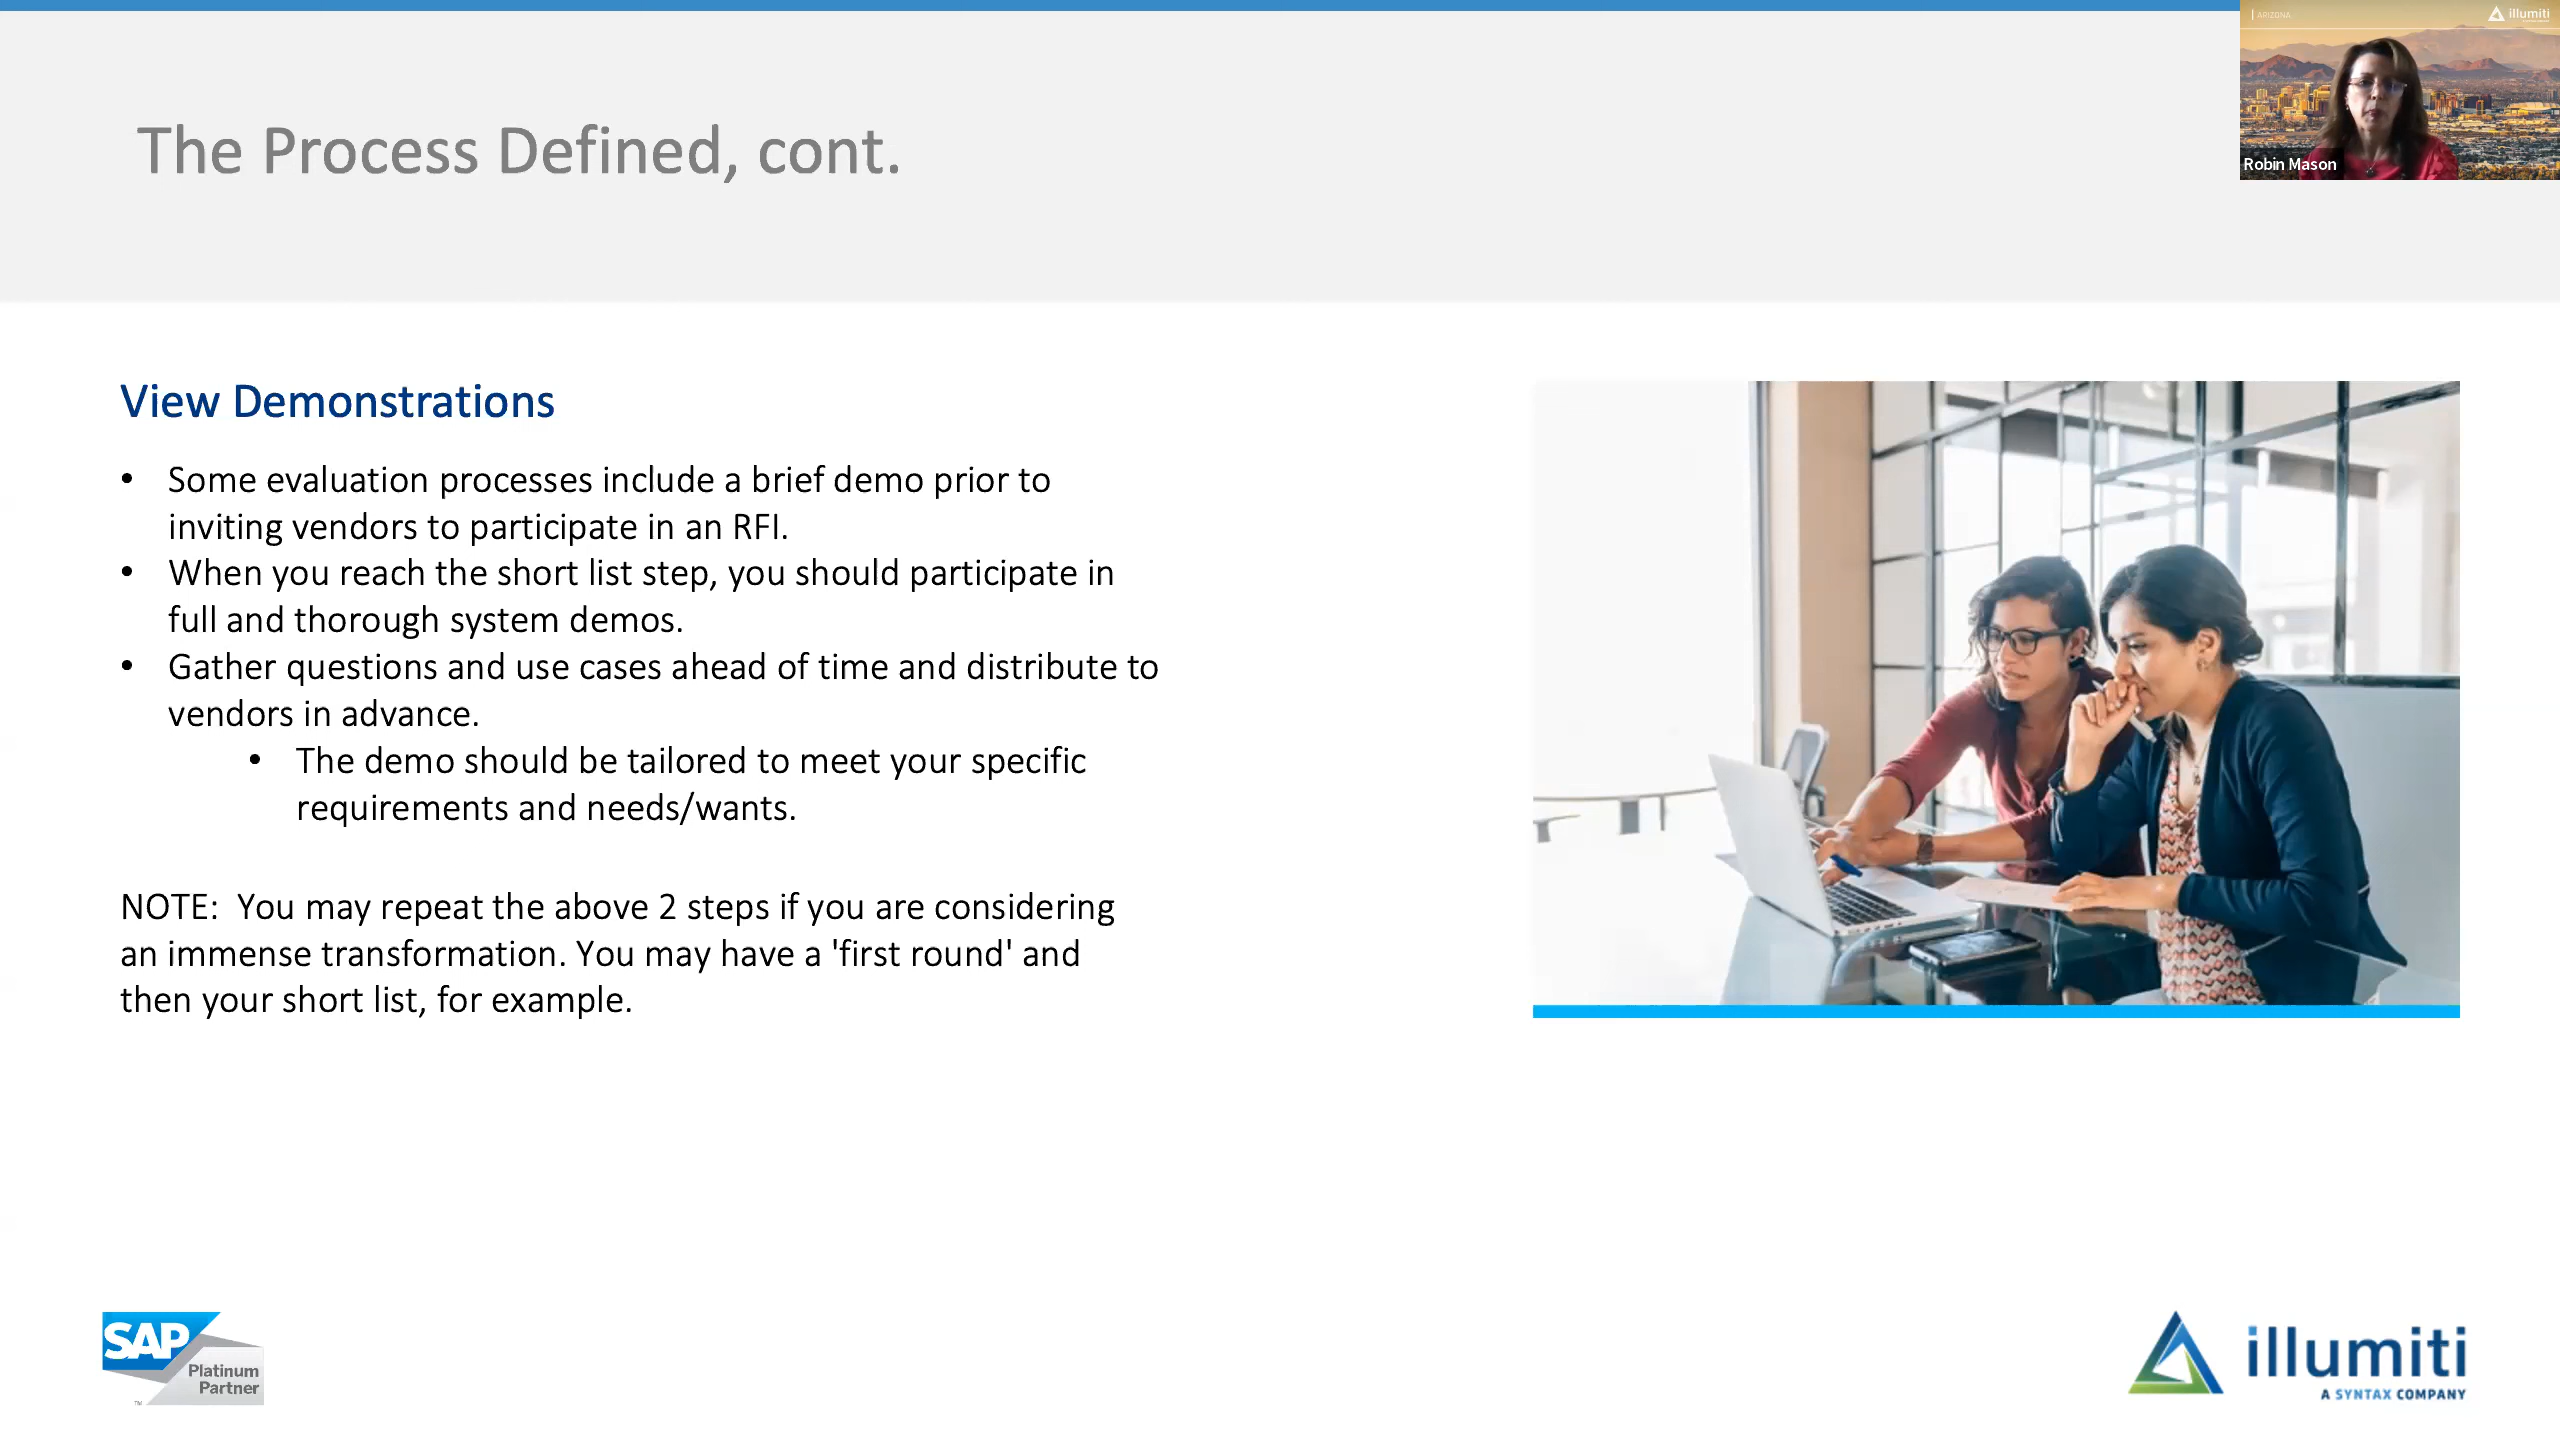 The Process Defined, cont.
| ARIZONA
illumiti
Robin Mason
View Demonstrations
• Some evaluation processes include a brief demo prior to
inviting vendors to participate in an RFI.
• When you reach the short list step, you should participate in
full and thorough system demos.
• Gather questions and use cases ahead of time and distribute to
vendors in advance.
• The demo should be tailored to meet your specific
requirements and needs/wants.
NOTE:  You may repeat the above 2 steps if you are considering
an immense transformation. You may have a 'first round' and
then your short list, for example.
SAP
Platinum
Partner
™
illumiti
A SYNTAX COMPANY